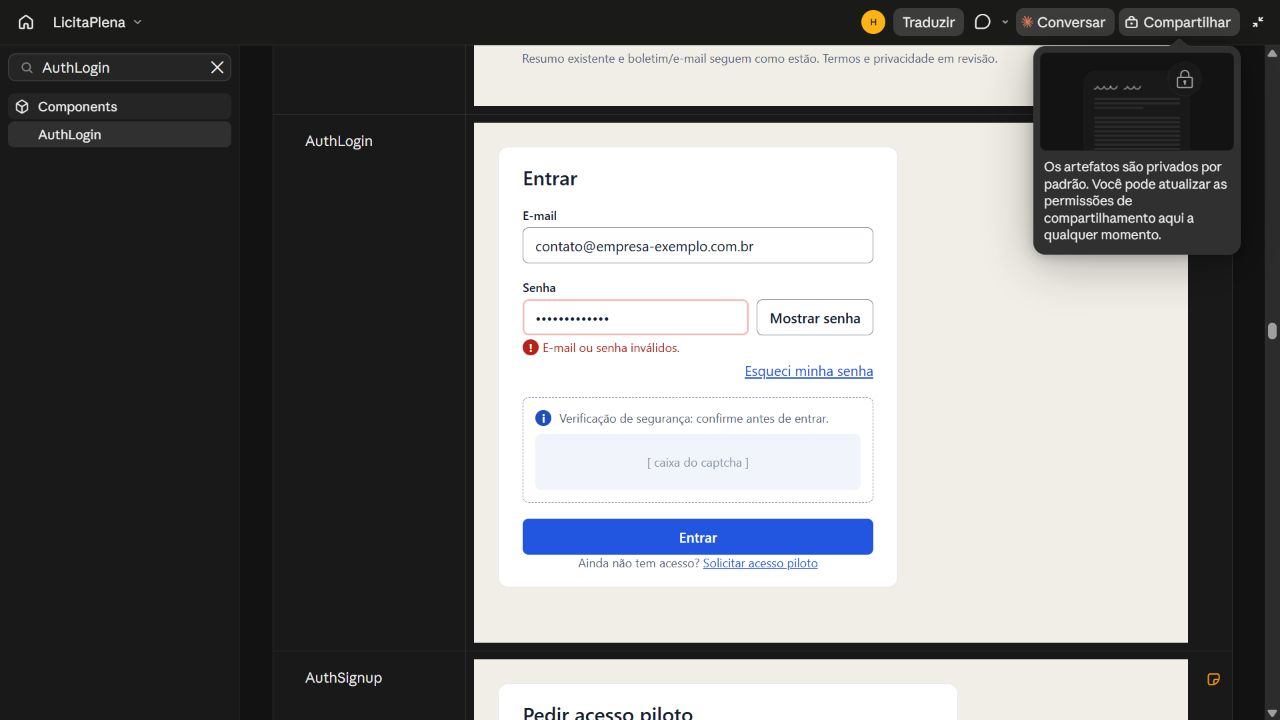 LicitaPlena
H
Traduzir
Conversar
Compartilhar
AuthLogin
Components
AuthLogin
Resumo existente e boletim/e-mail seguem como estão. Termos e privacidade em revisão.
Os artefatos são privados por
padrão. Você pode atualizar as
permissões de
compartilhamento aqui a
qualquer momento.
AuthLogin
Entrar
E-mail
contato@empresa-exemplo.com.br
Senha
•••••••••••••
Mostrar senha
! E-mail ou senha inválidos.
Esqueci minha senha
i Verificação de segurança: confirme antes de entrar.
[ caixa do captcha ]
Entrar
Ainda não tem acesso? Solicitar acesso piloto
AuthSignup
Pedir acesso piloto